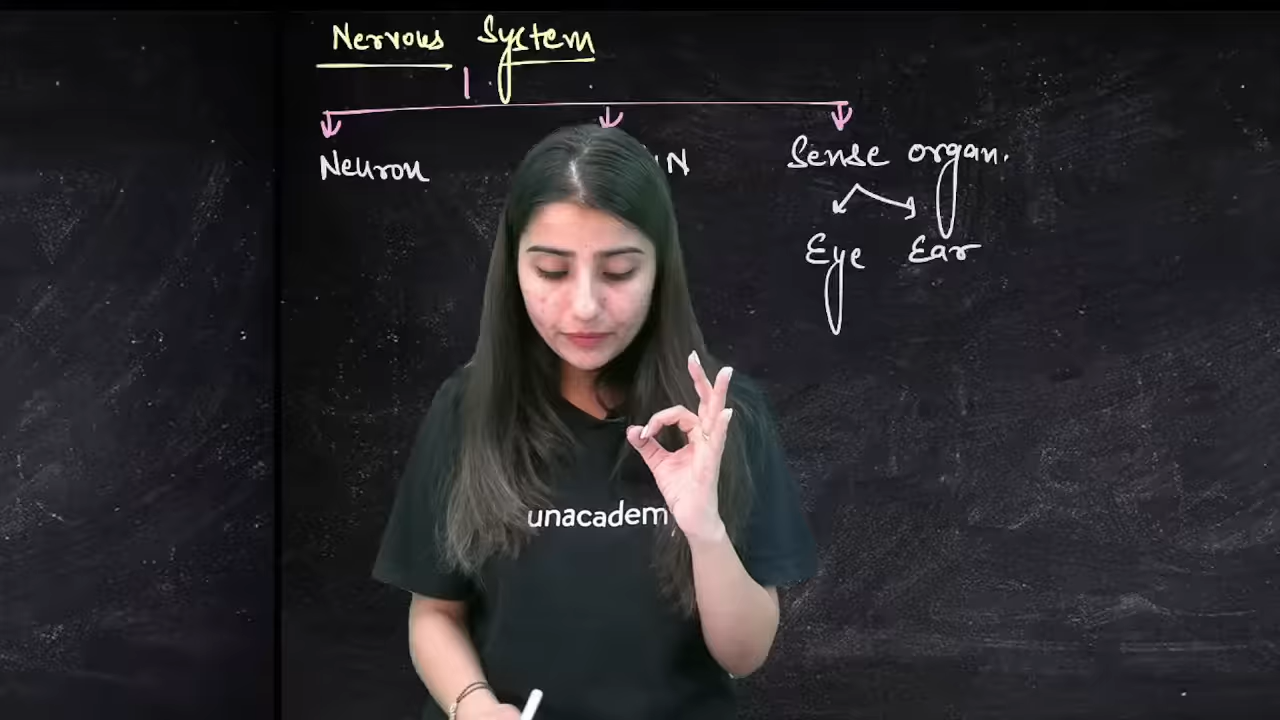 Nervous System
Neuron
Sense organ.
Eye Ear
unacadem